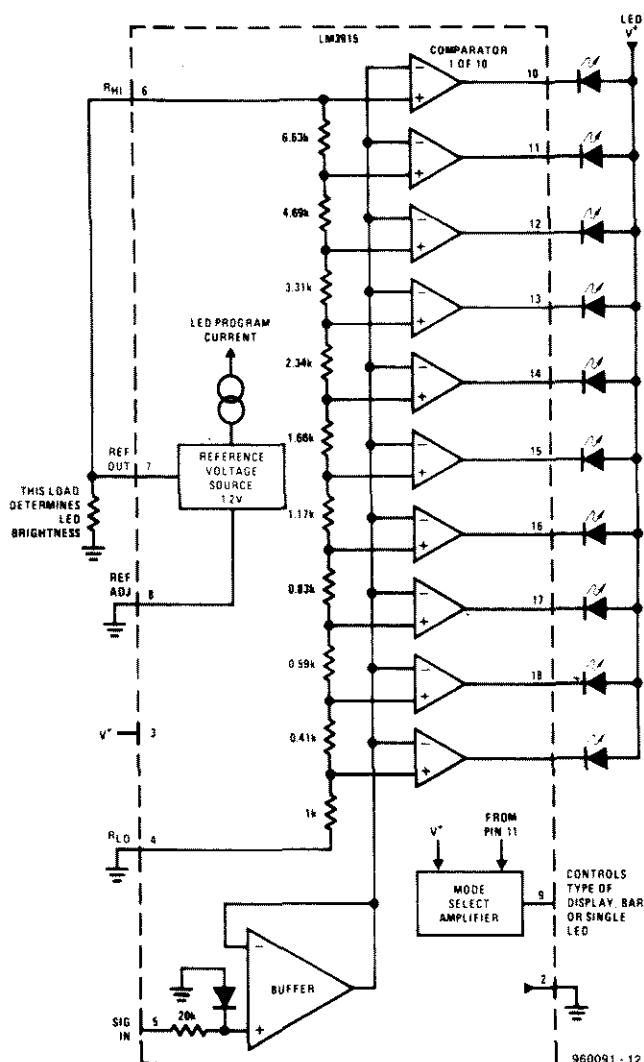 LED
V+
LM3915
COMPARATOR
1 OF 10
RHI
6
10
6.63k
11
4.69k
12
3.31k
13
LED PROGRAM
CURRENT
2.34k
14
1.66k
15
REF
OUT
7
REFERENCE
VOLTAGE
SOURCE
1.2V
THIS LOAD
DETERMINES
LED
BRIGHTNESS
1.17k
16
REF
ADJ
8
0.83k
17
0.59k
18
V+
3
0.41k
1k
RLO
4
V+
FROM
PIN 11
MODE
SELECT
AMPLIFIER
9
CONTROLS
TYPE OF
DISPLAY, BAR
OR SINGLE
LED
BUFFER
2
SIG
IN
5
20k
960091 - 12